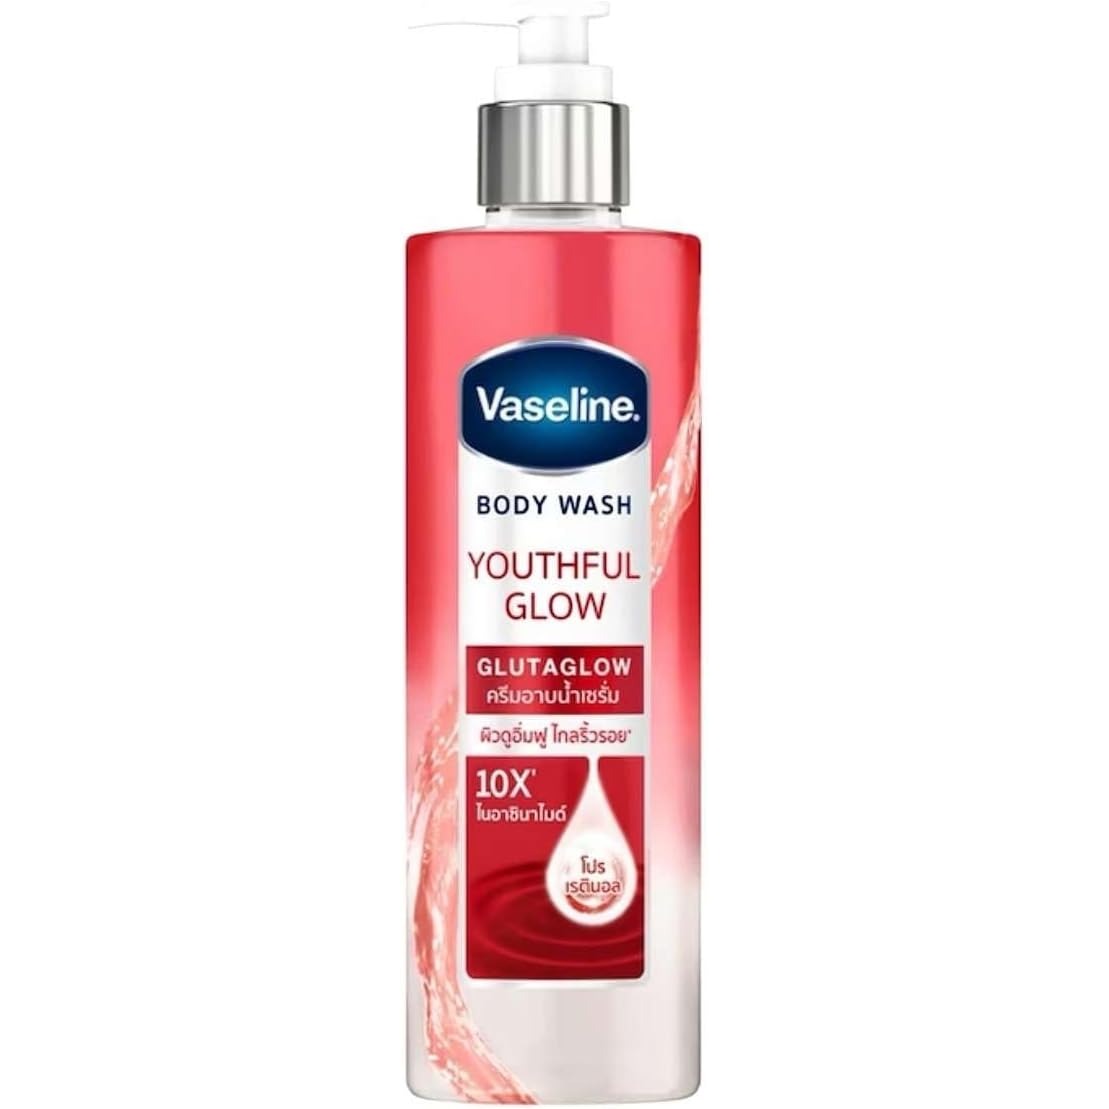 Vaseline.
BODY WASH
YOUTHFUL
GLOW
GLUTAGLOW
ครีมอาบน้ำเซรั่ม
ผิวดูอิ่มฟู ไกลริ้วรอย*
10X¹
ไนอาซินาไมด์
โปร
เรตินอล